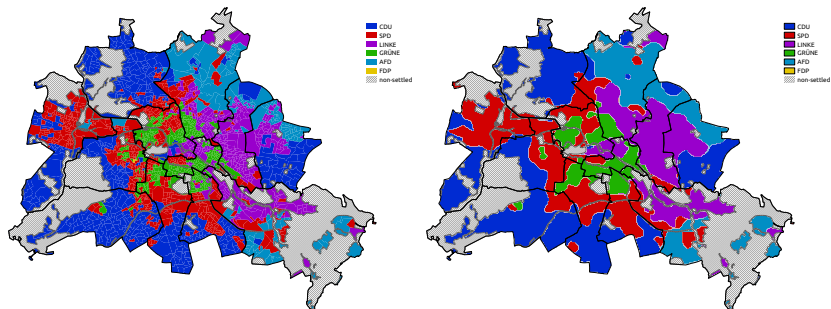 CDU
SPD
LINKE
GRÜNE
AFD
FDP
non-settled
CDU
SPD
LINKE
GRÜNE
AFD
FDP
non-settled